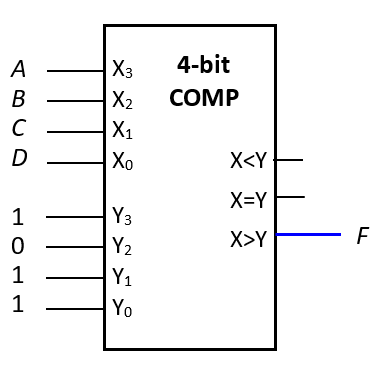 A X₃ 4-bit
B X₂ COMP
C X₁
D X₀ X<Y
1 Y₃ X=Y
0 Y₂ X>Y F
1 Y₁
1 Y₀